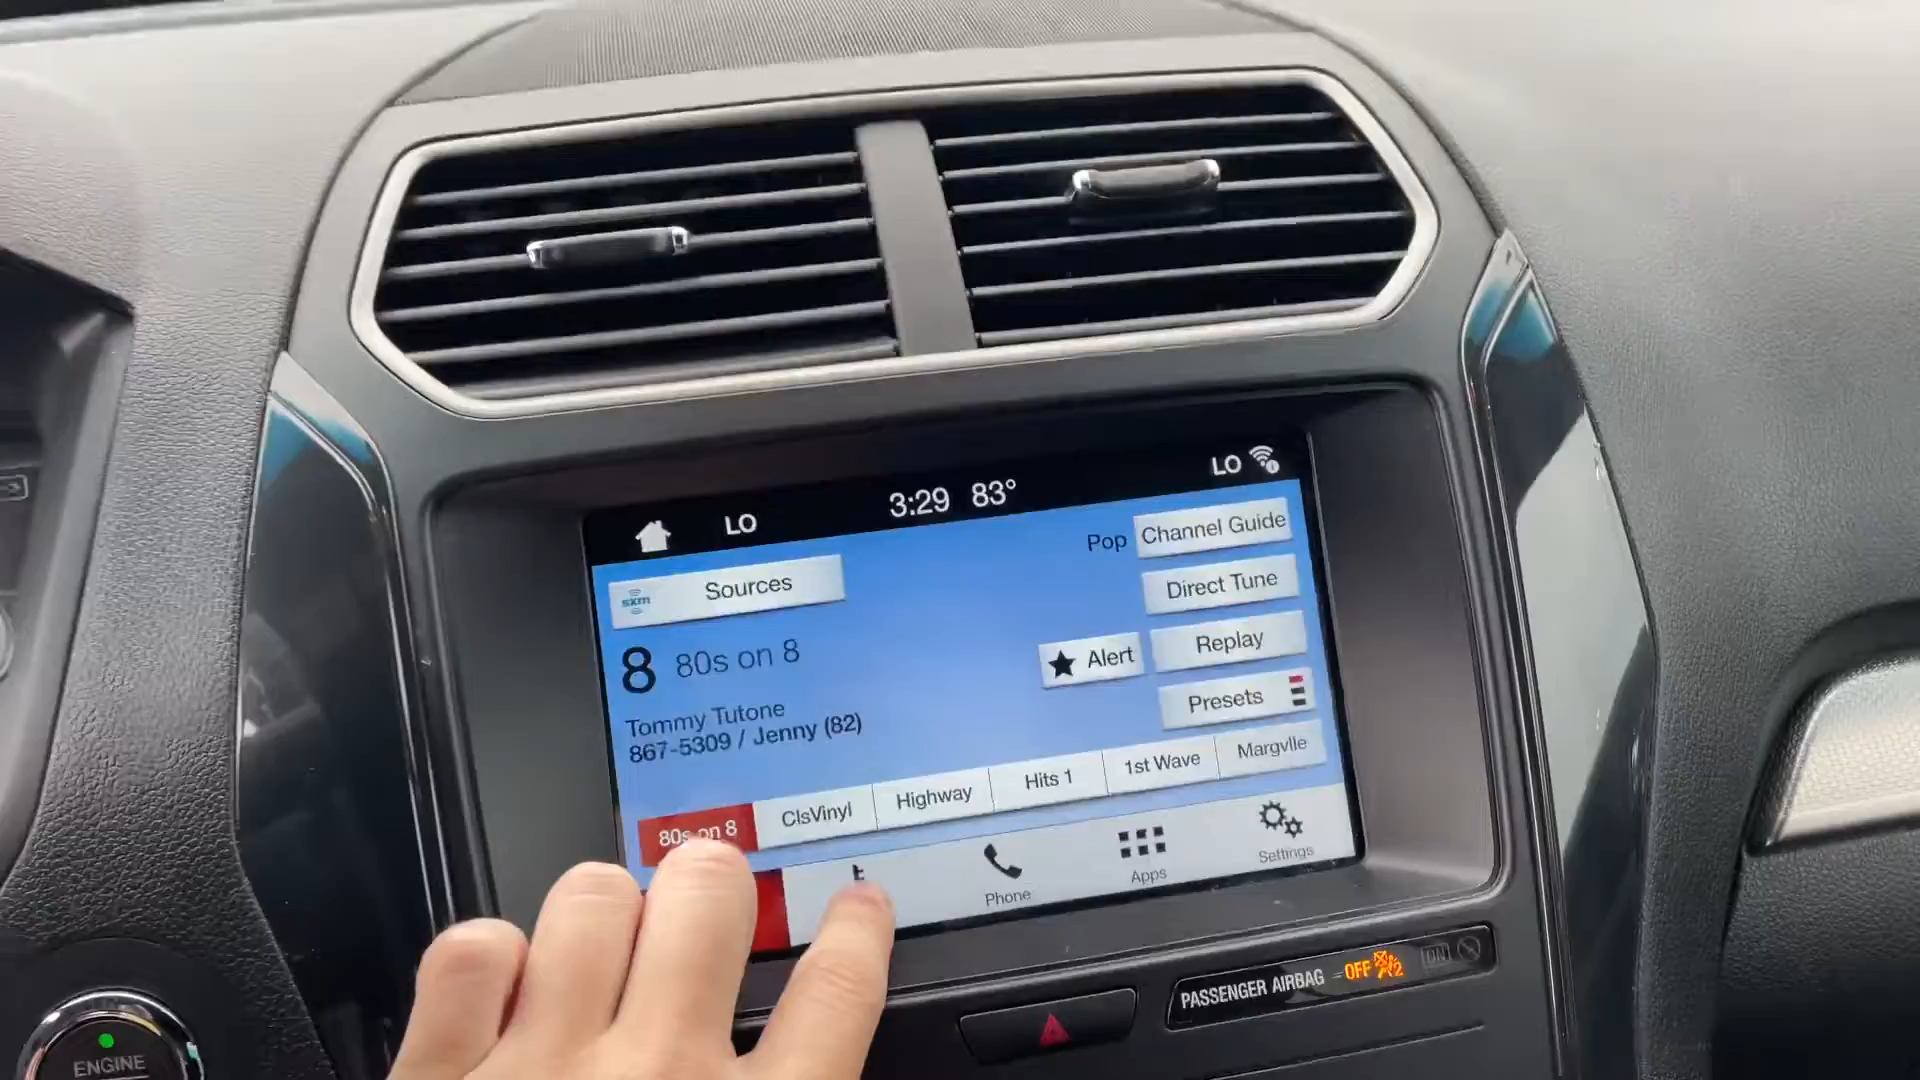 LO
3:29 83°
LO
sxm
Sources
Pop
Channel Guide
Direct Tune
8 80s on 8
Alert
Replay
Tommy Tutone
867-5309 / Jenny (82)
Presets
80s on 8
ClsVinyl
Highway
Hits 1
1st Wave
Margvlle
Phone
Apps
Settings
PASSENGER AIRBAG
OFF
2
ON
ENGINE